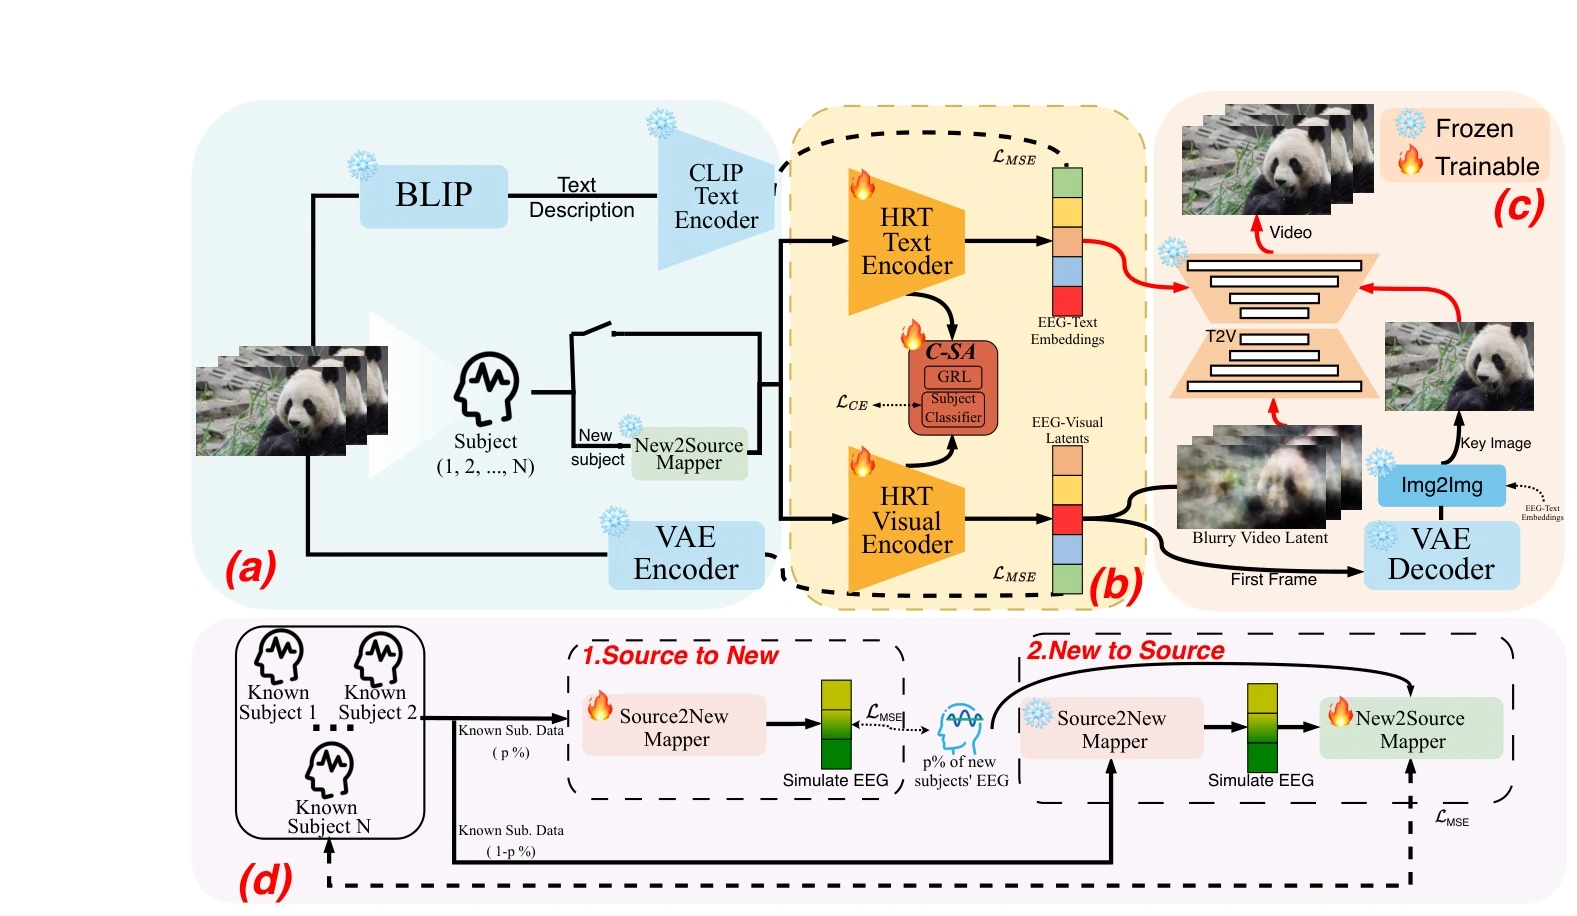 BLIP
Text
Description
CLIP
Text
Encoder
Subject
(1, 2, ..., N)
New
subject
New2Source
Mapper
VAE
Encoder
(a)
ℒMSE
HRT
Text
Encoder
EEG-Text
Embeddings
C-SA
GRL
Subject
Classifier
ℒCE
EEG-Visual
Latents
HRT
Visual
Encoder
ℒMSE
(b)
Frozen
Trainable
(c)
Video
T2V
Key Image
Img2Img
EEG-Text
Embeddings
Blurry Video Latent
VAE
Decoder
First Frame
Known
Subject 1
Known
Subject 2
...
Known
Subject N
(d)
Known Sub. Data
( p %)
Known Sub. Data
( 1-p %)
1.Source to New
Source2New
Mapper
Simulate EEG
ℒMSE
p% of new
subjects' EEG
2.New to Source
Source2New
Mapper
Simulate EEG
New2Source
Mapper
ℒMSE